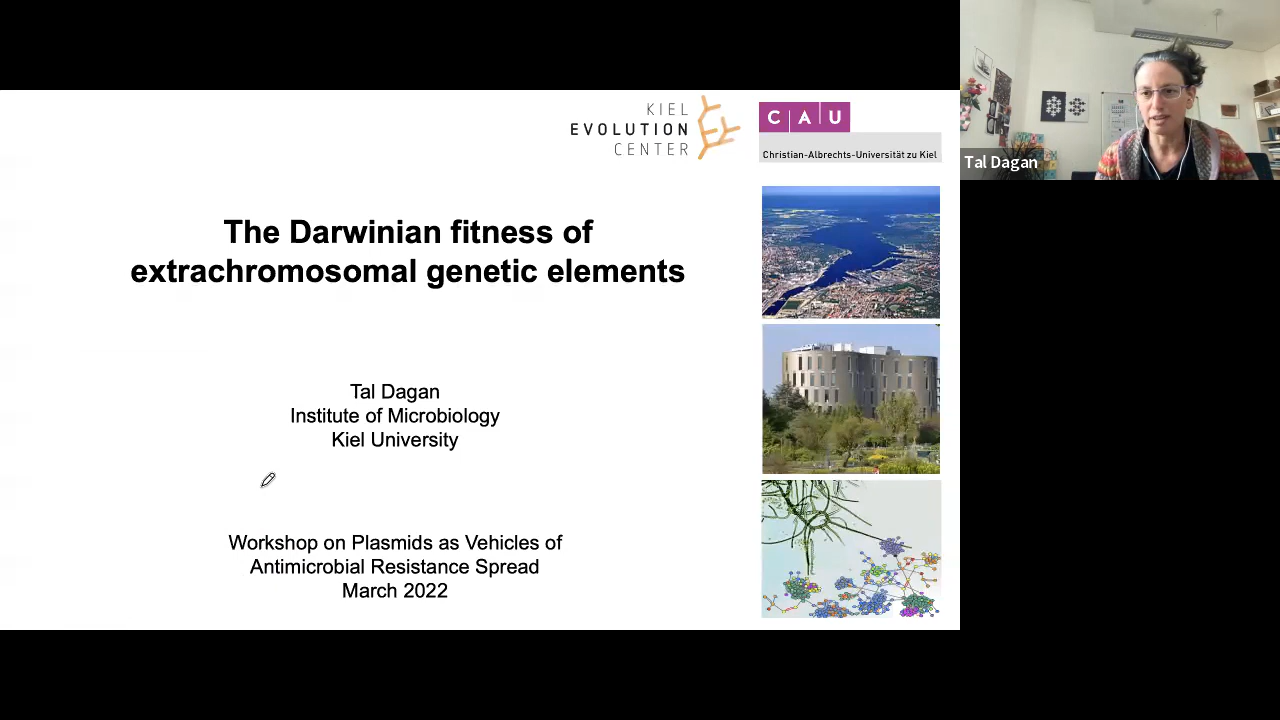 KIEL
EVOLUTION
CENTER
CAU
Christian-Albrechts-Universität zu Kiel
Tal Dagan
The Darwinian fitness of
extrachromosomal genetic elements
Tal Dagan
Institute of Microbiology
Kiel University
Workshop on Plasmids as Vehicles of
Antimicrobial Resistance Spread
March 2022